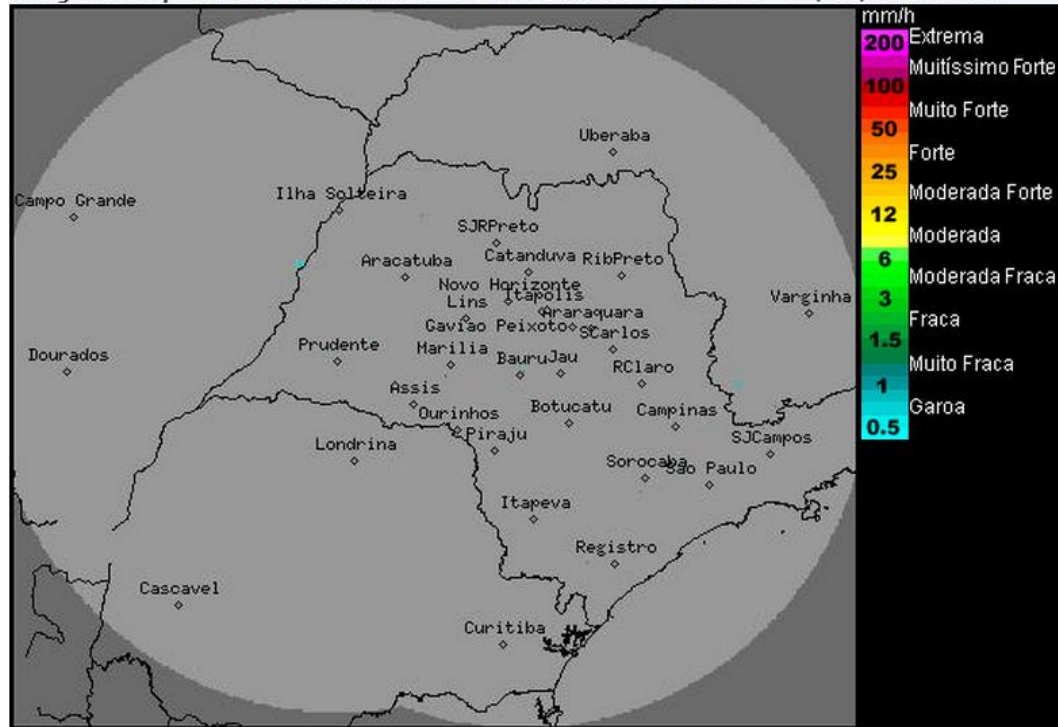 mm/h
200 Extrema
Muitíssimo Forte
100
Muito Forte
50
Forte
25
Moderada Forte
12
Moderada
6
Moderada Fraca
3
Fraca
1.5
Muito Fraca
1
Garoa
0.5
Uberaba
Ilha Solteira
Campo Grande
SJRPreto
Catanduva
RibPreto
Aracatuba
Novo Horizonte
Itapolis
Lins
Araraquara
Varginha
Gaviao Peixoto
SCarlos
Prudente
Marilia
Bauru
Jau
Dourados
RClaro
Assis
Ourinhos
Botucatu
Campinas
Piraju
Londrina
SJCampos
Sorocaba
Sao Paulo
Itapeva
Registro
Cascavel
Curitiba